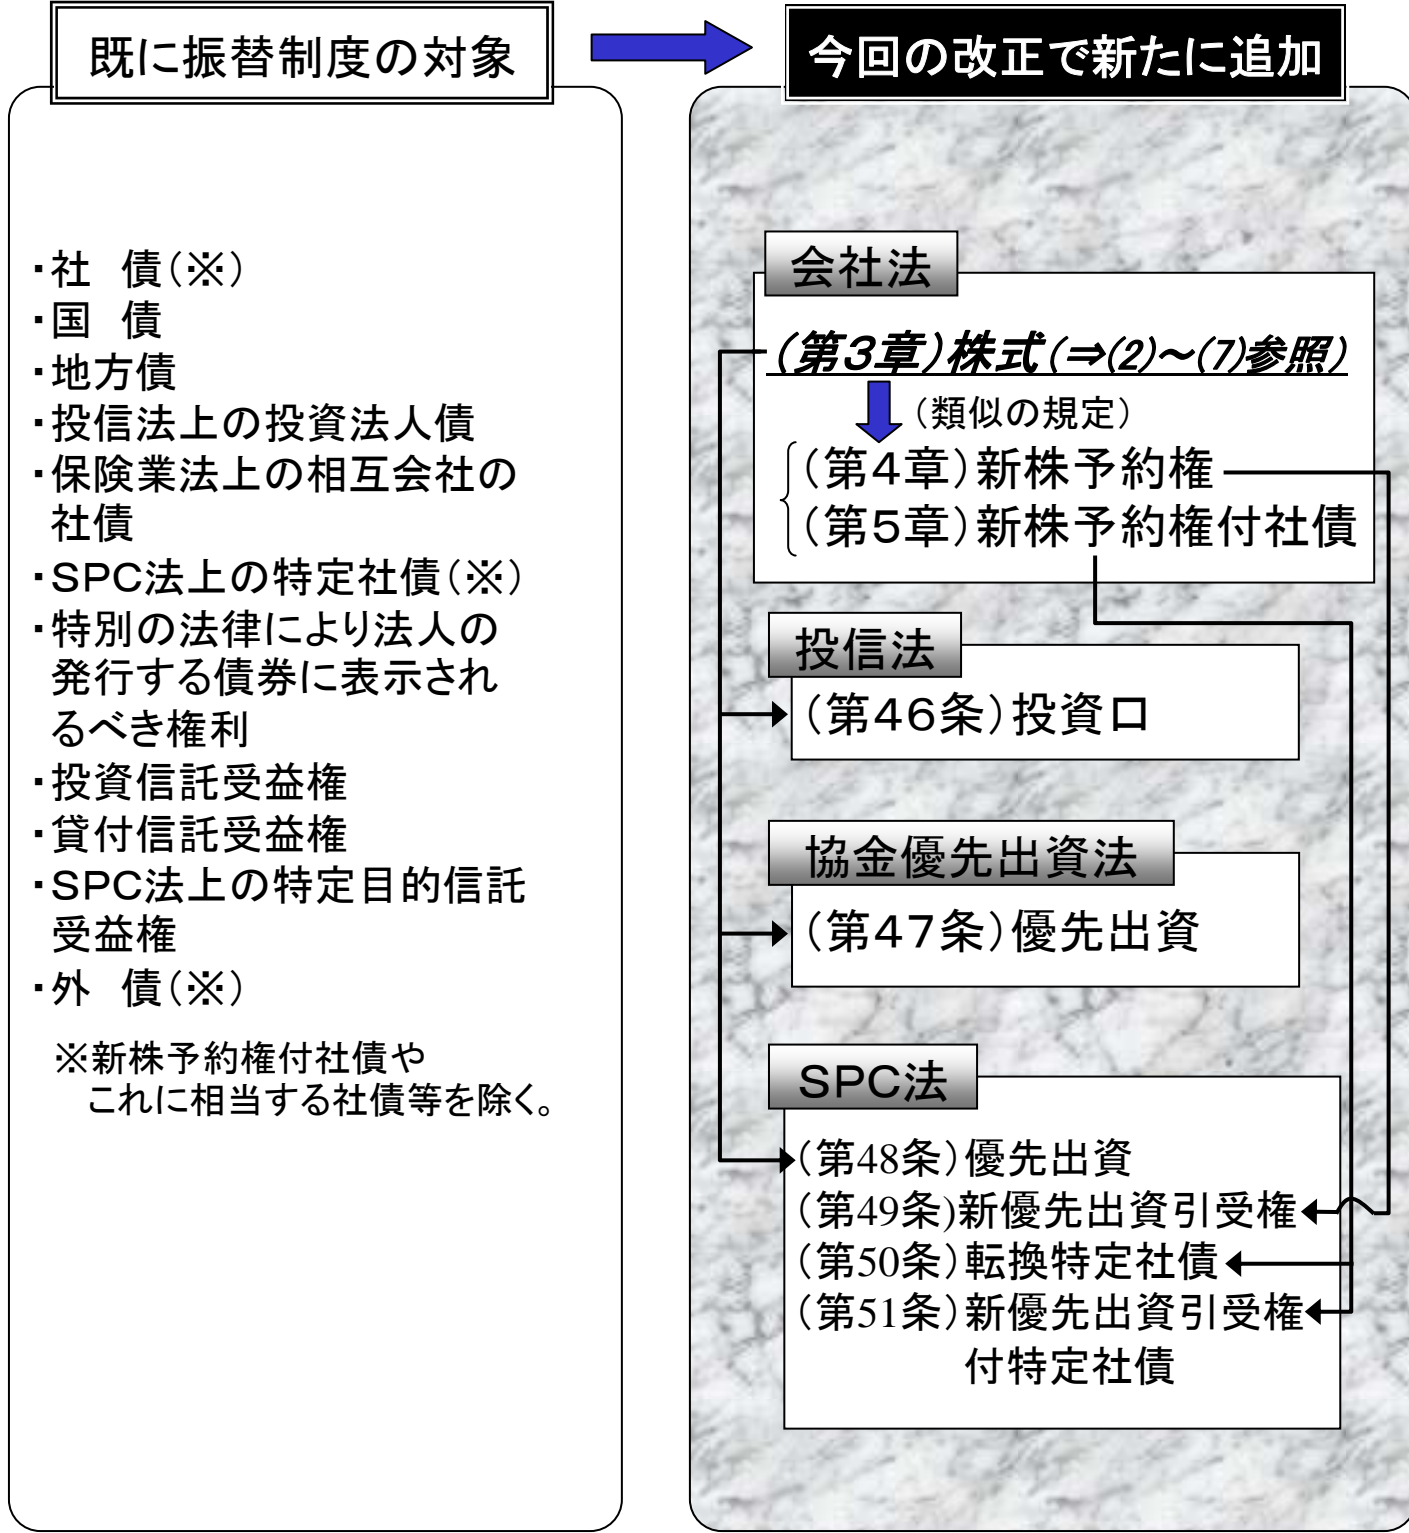 既に振替制度の対象
今回の改正で新たに追加
・社　債（※）
・国　債
・地方債
・投信法上の投資法人債
・保険業法上の相互会社の
社債
・SPC法上の特定社債（※）
・特別の法律により法人の
発行する債券に表示され
るべき権利
・投資信託受益権
・貸付信託受益権
・SPC法上の特定目的信託
受益権
・外　債（※）
※新株予約権付社債や
これに相当する社債等を除く。
会社法
（第3章）株式（⇒(2)～(7)参照）
（類似の規定）
（第4章）新株予約権
（第5章）新株予約権付社債
投信法
（第46条）投資口
協金優先出資法
（第47条）優先出資
SPC法
（第48条）優先出資
（第49条)新優先出資引受権
（第50条）転換特定社債
（第51条）新優先出資引受権
付特定社債